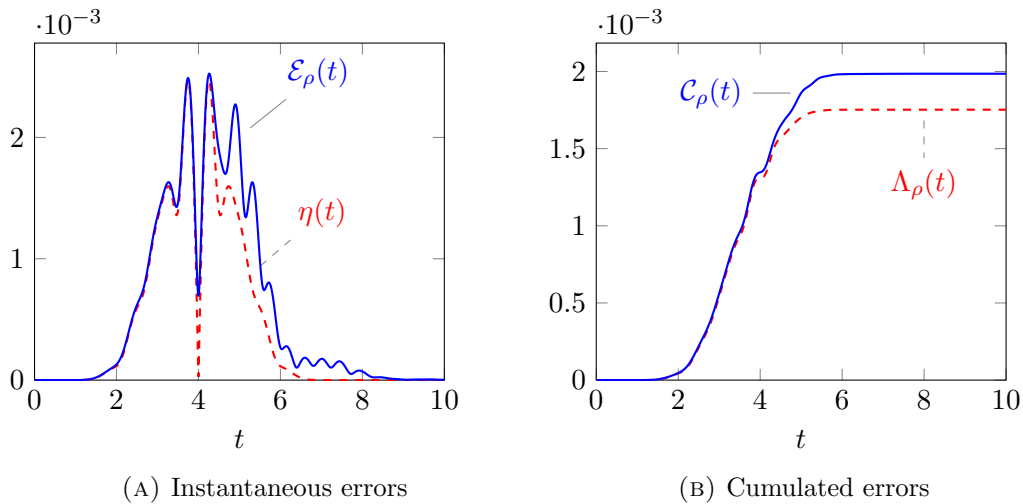 ·10⁻³
ℰρ(t)
η(t)
2
1
0
0 2 4 6 8 10
t
(A) Instantaneous errors
·10⁻³
𝒞ρ(t)
Λρ(t)
2
1.5
1
0.5
0
0 2 4 6 8 10
t
(B) Cumulated errors